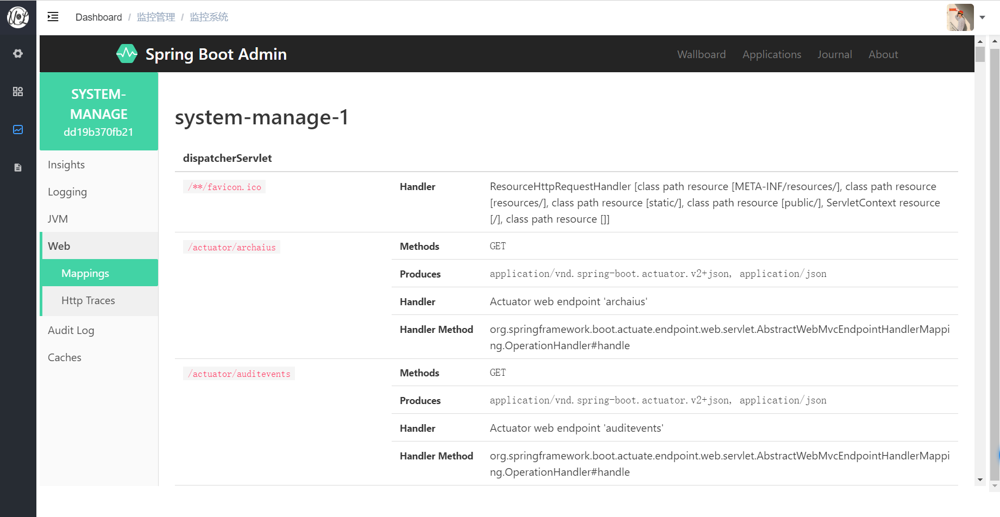 Dashboard / 监控管理 / 监控系统
Spring Boot Admin
Wallboard Applications Journal About
SYSTEM-
MANAGE
dd19b370fb21
Insights
Logging
JVM
Web
Mappings
Http Traces
Audit Log
Caches
system-manage-1
dispatcherServlet
/**/favicon.ico
Handler
ResourceHttpRequestHandler [class path resource [META-INF/resources/], class path resource
[resources/], class path resource [static/], class path resource [public/], ServletContext resource
[/], class path resource []]
/actuator/archaius
Methods
GET
Produces
application/vnd.spring-boot.actuator.v2+json, application/json
Handler
Actuator web endpoint 'archaius'
Handler Method
org.springframework.boot.actuate.endpoint.web.servlet.AbstractWebMvcEndpointHandlerMappi
ng.OperationHandler#handle
/actuator/auditevents
Methods
GET
Produces
application/vnd.spring-boot.actuator.v2+json, application/json
Handler
Actuator web endpoint 'auditevents'
Handler Method
org.springframework.boot.actuate.endpoint.web.servlet.AbstractWebMvcEndpointHandlerMappi
ng.OperationHandler#handle